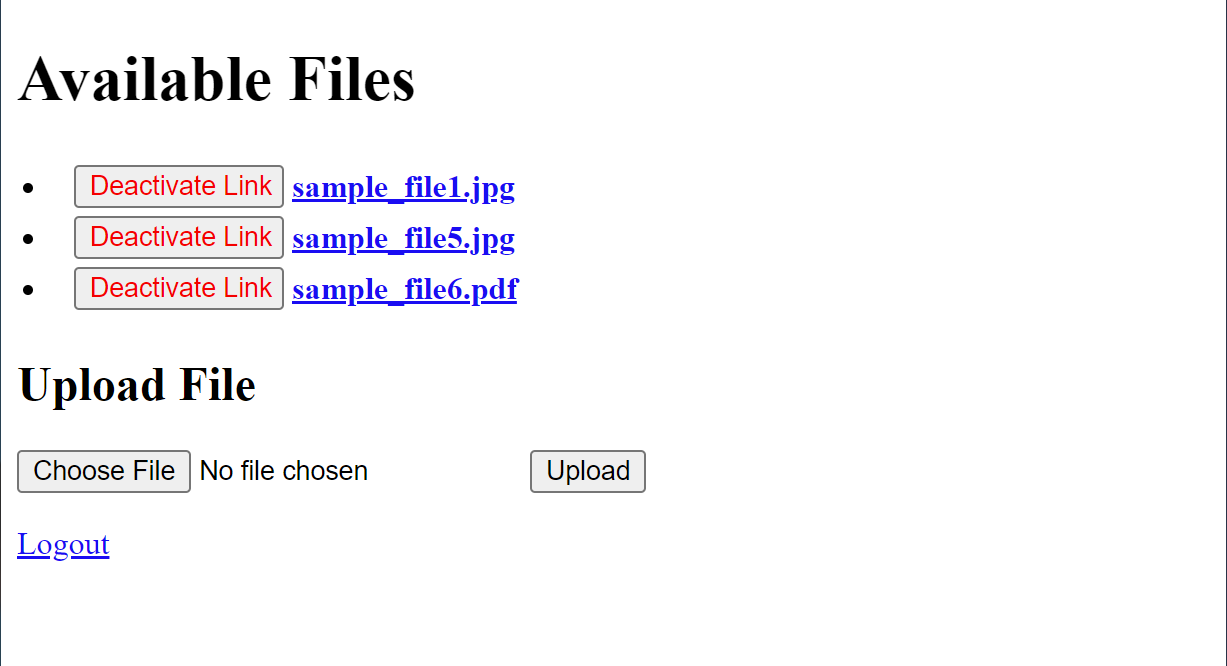 Available Files
Deactivate Link sample_file1.jpg
Deactivate Link sample_file5.jpg
Deactivate Link sample_file6.pdf
Upload File
Choose File No file chosen Upload
Logout